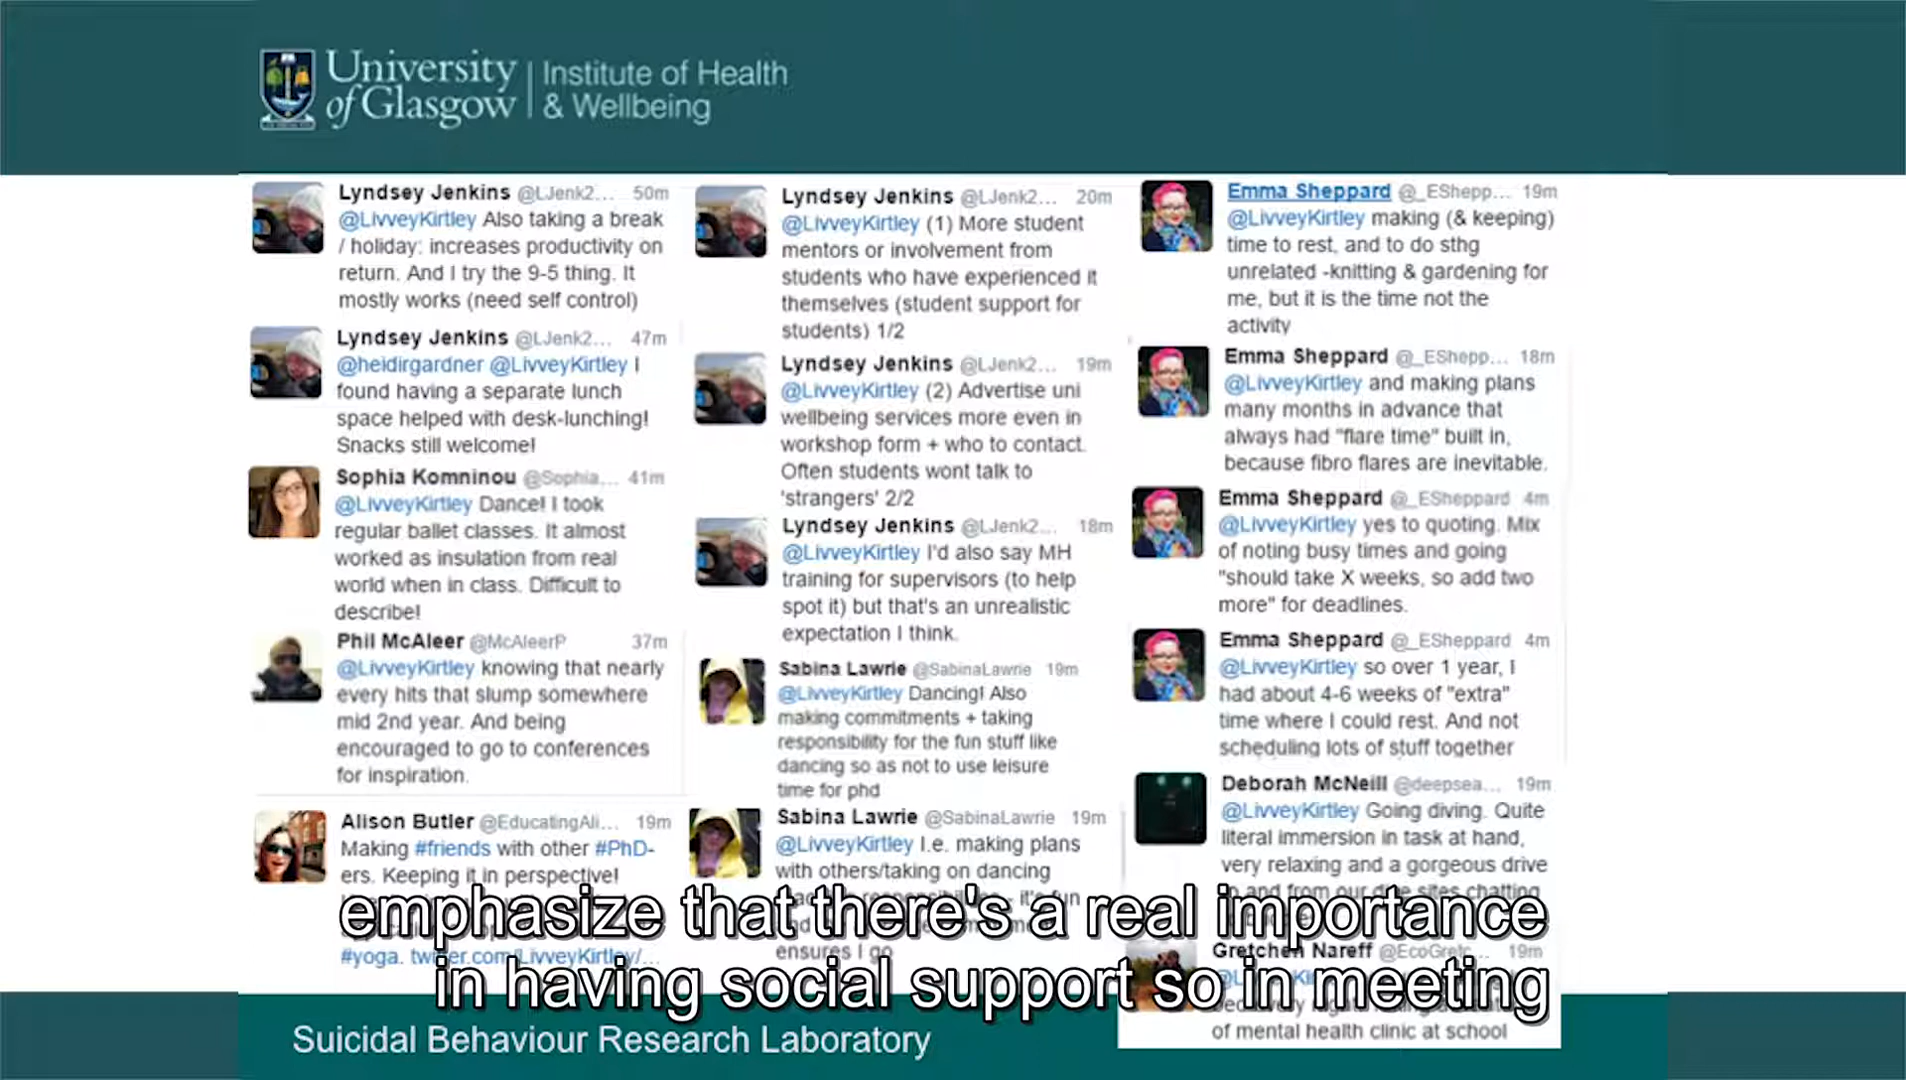 University
of Glasgow
Institute of Health
& Wellbeing
Lyndsey Jenkins @LJenk2... 50m
@LivveyKirtley Also taking a break
/ holiday: increases productivity on
return. And I try the 9-5 thing. It
mostly works (need self control)
Lyndsey Jenkins @LJenk2... 47m
@heidirgardner @LivveyKirtley I
found having a separate lunch
space helped with desk-lunching!
Snacks still welcome!
Sophia Komninou @Sophia... 41m
@LivveyKirtley Dance! I took
regular ballet classes. It almost
worked as insulation from real
world when in class. Difficult to
describe!
Phil McAleer @McAleerP 37m
@LivveyKirtley knowing that nearly
every hits that slump somewhere
mid 2nd year. And being
encouraged to go to conferences
for inspiration.
Alison Butler @EducatingAli... 19m
Making #friends with other #PhD-
ers. Keeping it in perspective!
#yoga. twitter.com/LivveyKirtley/...
Lyndsey Jenkins @LJenk2... 20m
@LivveyKirtley (1) More student
mentors or involvement from
students who have experienced it
themselves (student support for
students) 1/2
Lyndsey Jenkins @LJenk2... 19m
@LivveyKirtley (2) Advertise uni
wellbeing services more even in
workshop form + who to contact.
Often students wont talk to
'strangers' 2/2
Lyndsey Jenkins @LJenk2... 18m
@LivveyKirtley I'd also say MH
training for supervisors (to help
spot it) but that's an unrealistic
expectation I think.
Sabina Lawrie @SabinaLawrie 19m
@LivveyKirtley Dancing! Also
making commitments + taking
responsibility for the fun stuff like
dancing so as not to use leisure
time for phd
Sabina Lawrie @SabinaLawrie 19m
@LivveyKirtley I.e. making plans
with others/taking on dancing
ensures I go
Emma Sheppard @_EShepp... 19m
@LivveyKirtley making (& keeping)
time to rest, and to do sthg
unrelated -knitting & gardening for
me, but it is the time not the
activity
Emma Sheppard @_EShepp... 18m
@LivveyKirtley and making plans
many months in advance that
always had "flare time" built in,
because fibro flares are inevitable.
Emma Sheppard @_ESheppard 4m
@LivveyKirtley yes to quoting. Mix
of noting busy times and going
"should take X weeks, so add two
more" for deadlines.
Emma Sheppard @_ESheppard 4m
@LivveyKirtley so over 1 year, I
had about 4-6 weeks of "extra"
time where I could rest. And not
scheduling lots of stuff together
Deborah McNeill @deepsea... 19m
@LivveyKirtley Going diving. Quite
literal immersion in task at hand,
very relaxing and a gorgeous drive
and from our dive sites chatting
Gretchen Nareff @EcoGretc... 19m
of mental health clinic at school
emphasize that there's a real importance
in having social support so in meeting
Suicidal Behaviour Research Laboratory